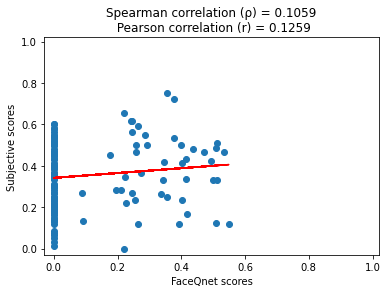 Spearman correlation (ρ) = 0.1059
Pearson correlation (r) = 0.1259
1.0
0.8
0.6
0.4
0.2
0.0
Subjective scores
0.0 0.2 0.4 0.6 0.8 1.0
FaceQnet scores